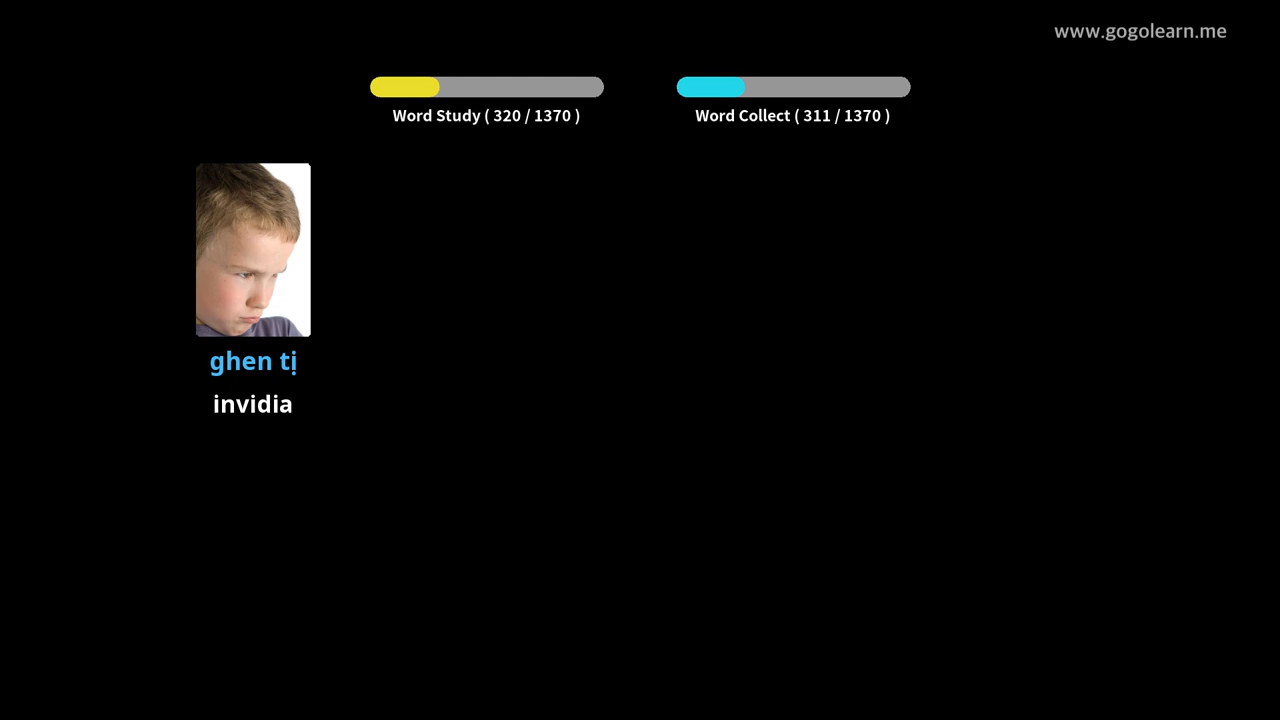 www.gogolearn.me
Word Study ( 320 / 1370 )
Word Collect ( 311 / 1370 )
ghen tị
invidia